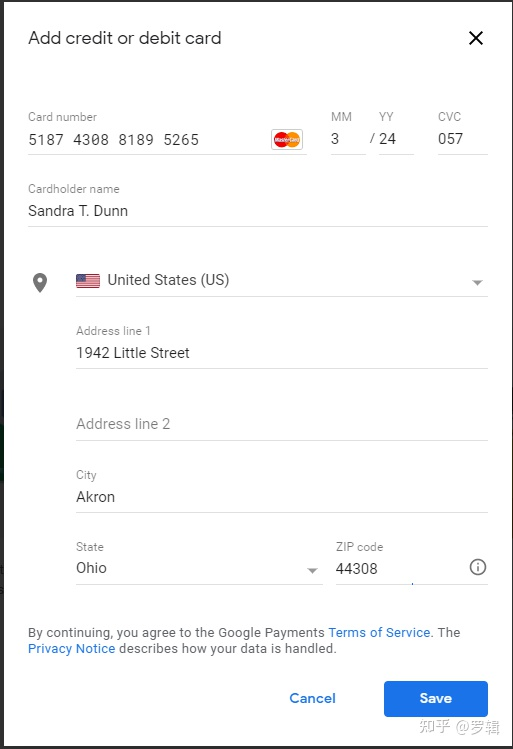 Add credit or debit card
Card number MM YY CVC
5187 4308 8189 5265 MasterCard 3 / 24 057
Cardholder name
Sandra T. Dunn
United States (US)
Address line 1
1942 Little Street
Address line 2
City
Akron
State ZIP code
Ohio 44308
By continuing, you agree to the Google Payments Terms of Service. The
Privacy Notice describes how your data is handled.
Cancel Save
知乎 @罗辑